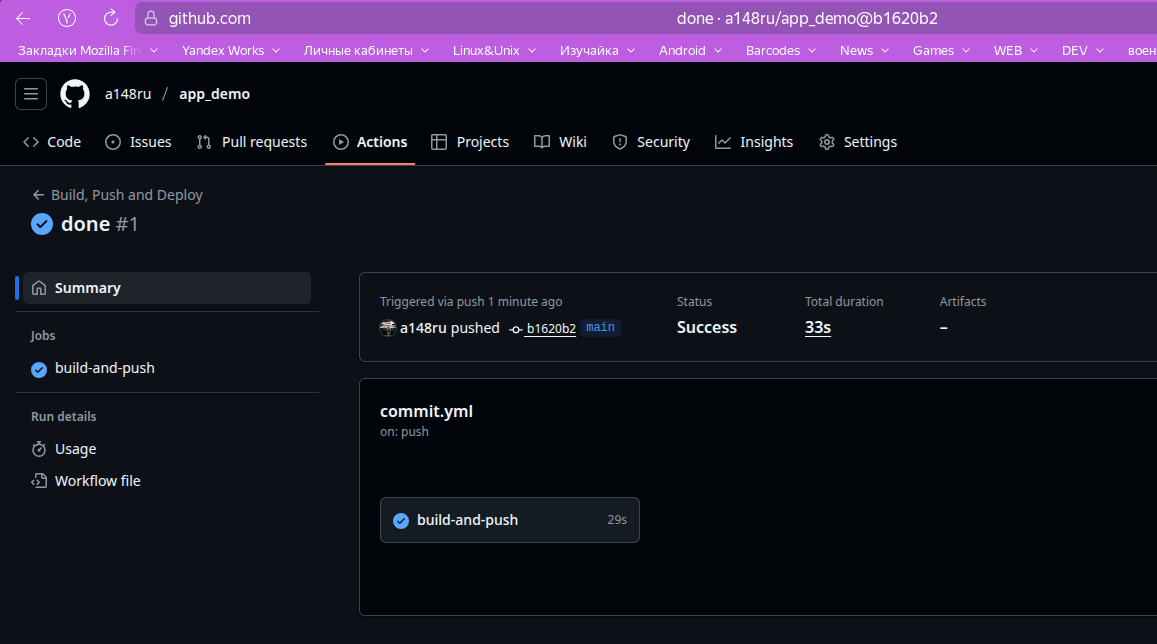 github.com
done · a148ru/app_demo@b1620b2
Закладки Mozilla Fir Yandex Works Личные кабинеты Linux&Unix Изучайка Android Barcodes News Games WEB DEV воен
a148ru / app_demo
Code Issues Pull requests Actions Projects Wiki Security Insights Settings
Build, Push and Deploy
done #1
Summary
Jobs
build-and-push
Run details
Usage
Workflow file
Triggered via push 1 minute ago
a148ru pushed b1620b2 main
Status
Success
Total duration
33s
Artifacts
–
commit.yml
on: push
build-and-push 29s